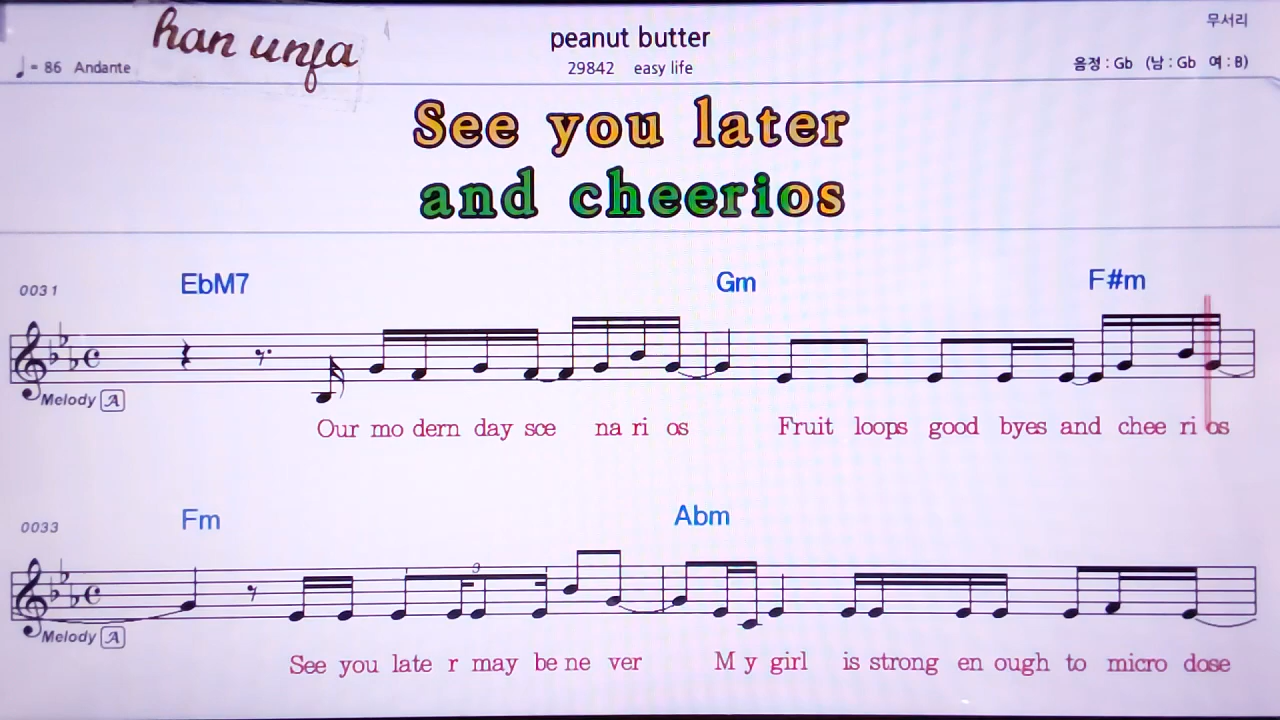 han unfa
peanut butter
무서리
♩= 86 Andante
29842 easy life
음정 : Gb (남 : Gb 여 : B)
See you later
and cheerios
0031
EbM7 Gm F#m
Melody A
Our mo dern day sce na ri os Fruit loops good byes and chee ri os
0033
Fm Abm
3
Melody A
See you late r may be ne ver M y girl is strong en ough to micro dose